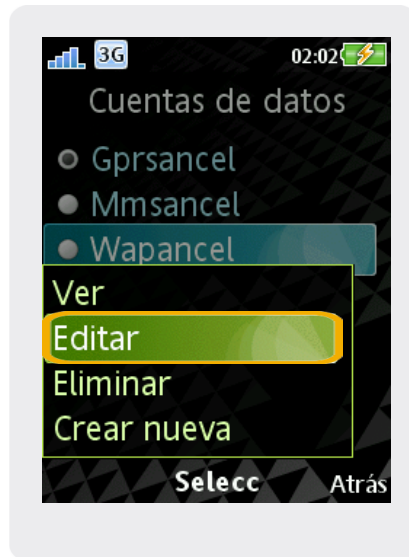 3G 02:02
Cuentas de datos
Gprsancel
Mmsancel
Wapancel
Ver
Editar
Eliminar
Crear nueva
Selecc Atrás